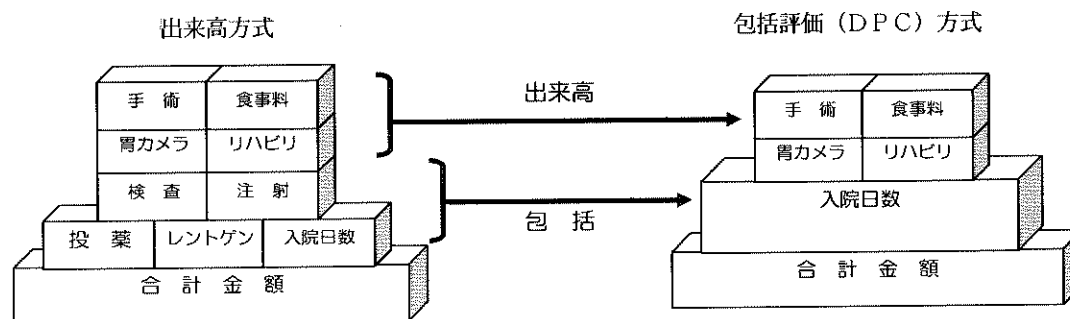 出来高方式
包括評価（ＤＰＣ）方式
手 術
食事料
胃カメラ
リハビリ
検 査
注 射
投 薬
レントゲン
入院日数
合 計 金 額
出来高
包 括
手 術
食事料
胃カメラ
リハビリ
入院日数
合 計 金 額